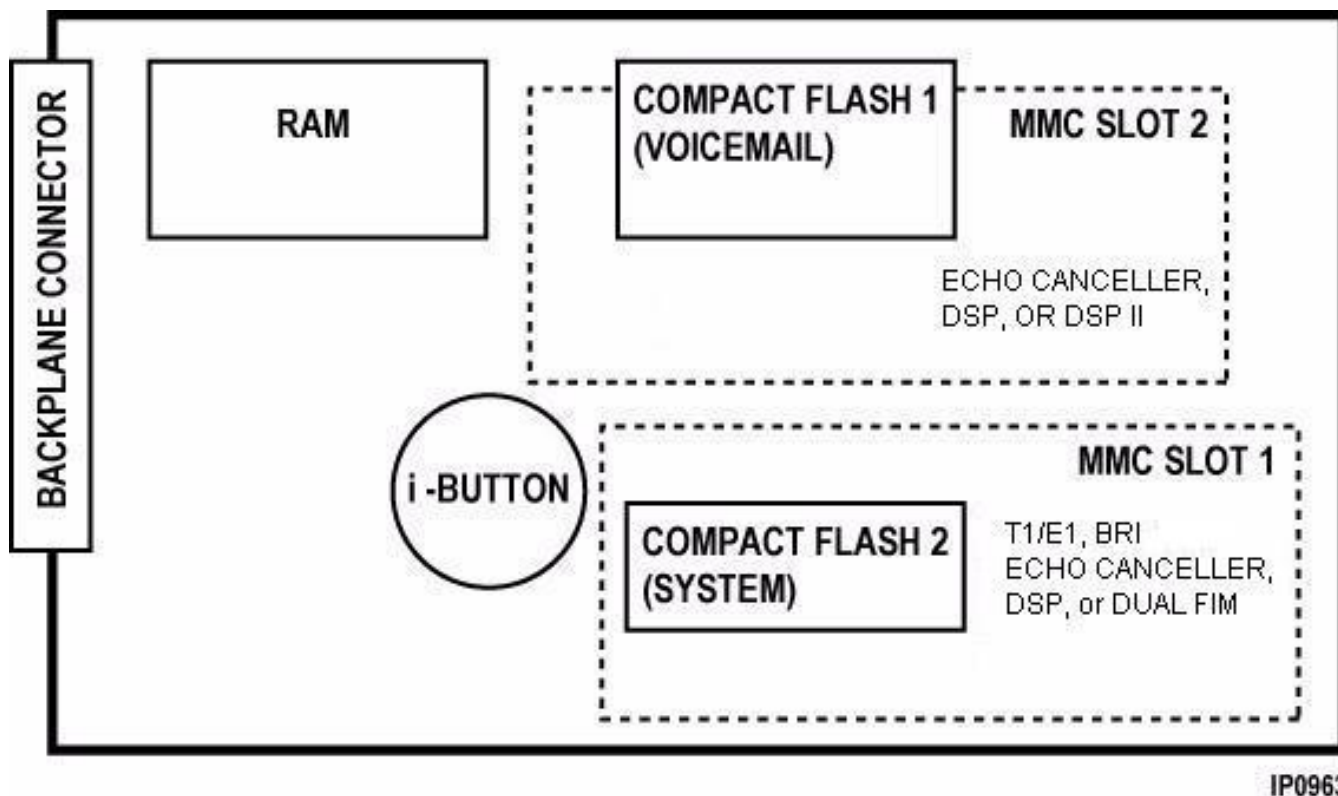 BACKPLANE CONNECTOR
RAM
COMPACT FLASH 1
(VOICEMAIL)
MMC SLOT 2
ECHO CANCELLER,
DSP, OR DSP II
i -BUTTON
MMC SLOT 1
COMPACT FLASH 2
(SYSTEM)
T1/E1, BRI
ECHO CANCELLER,
DSP, or DUAL FIM
IP0963